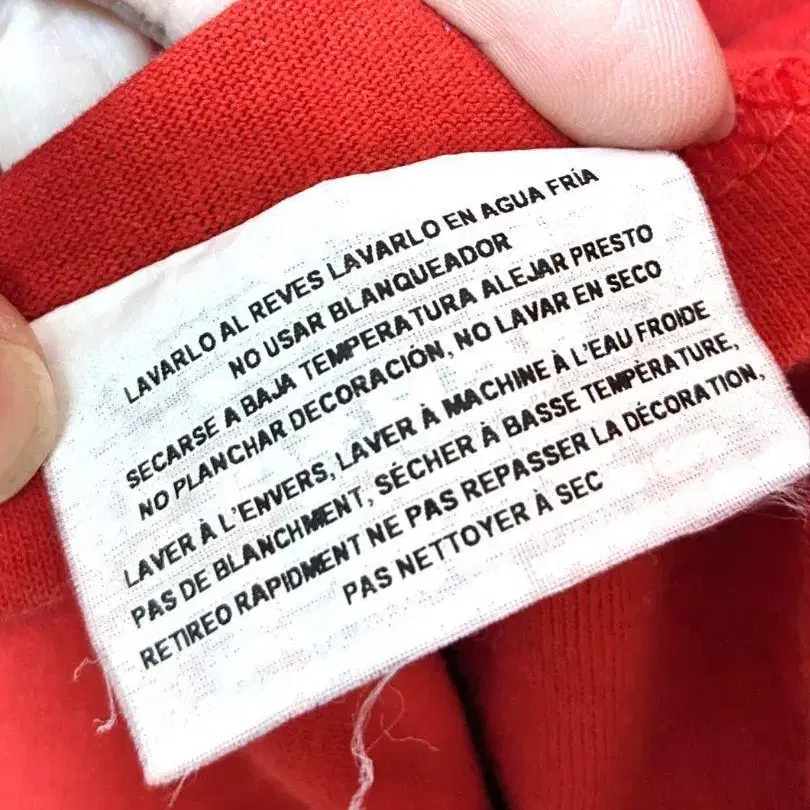 LAVARLO AL REVES LAVARLO EN AGUA FRÍA
NO USAR BLANQUEADOR
SECARSE A BAJA TEMPERATURA ALEJAR PRESTO
NO PLANCHAR DECORACIÓN, NO LAVAR EN SECO
LAVER À L'ENVERS, LAVER À MACHINE À L'EAU FROIDE
PAS DE BLANCHMENT, SÉCHER À BASSE TEMPÈRATURE,
RETIREO RAPIDMENT NE PAS REPASSER LA DÉCORATION,
PAS NETTOYER À SEC